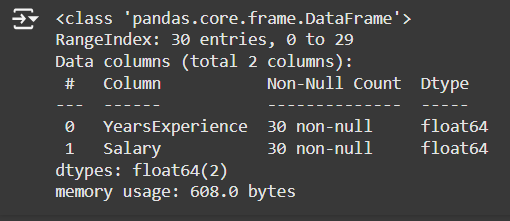 <class 'pandas.core.frame.DataFrame'>
RangeIndex: 30 entries, 0 to 29
Data columns (total 2 columns):
 #   Column           Non-Null Count  Dtype
---  ------           --------------  -----
 0   YearsExperience  30 non-null     float64
 1   Salary           30 non-null     float64
dtypes: float64(2)
memory usage: 608.0 bytes